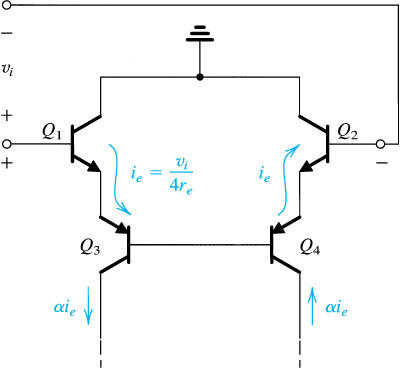 −
v_i
+
Q_1
Q_2
+
−
i_e = v_i / 4r_e
i_e
Q_3
Q_4
αi_e
αi_e